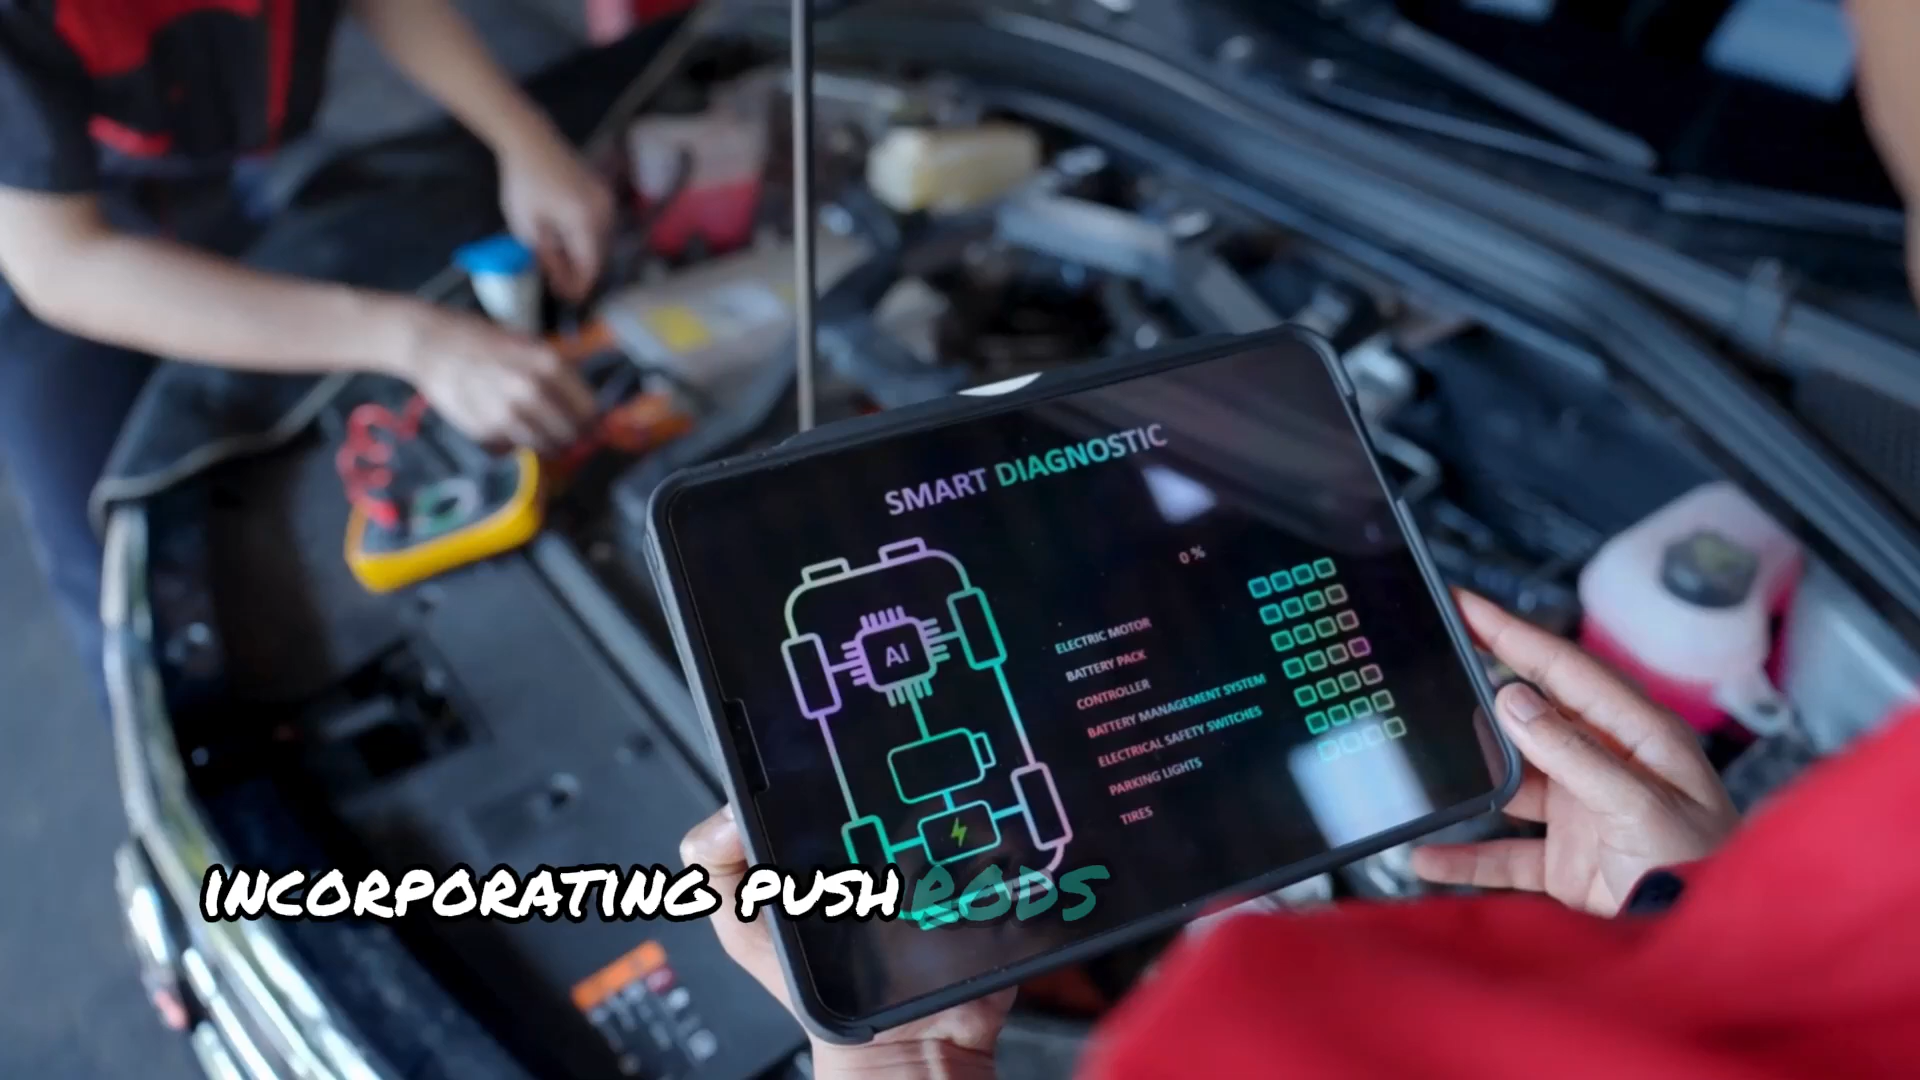 SMART DIAGNOSTIC
0 %
AI
ELECTRIC MOTOR
BATTERY PACK
CONTROLLER
BATTERY MANAGEMENT SYSTEM
ELECTRICAL SAFETY SWITCHES
PARKING LIGHTS
TIRES
INCORPORATING PUSH RODS